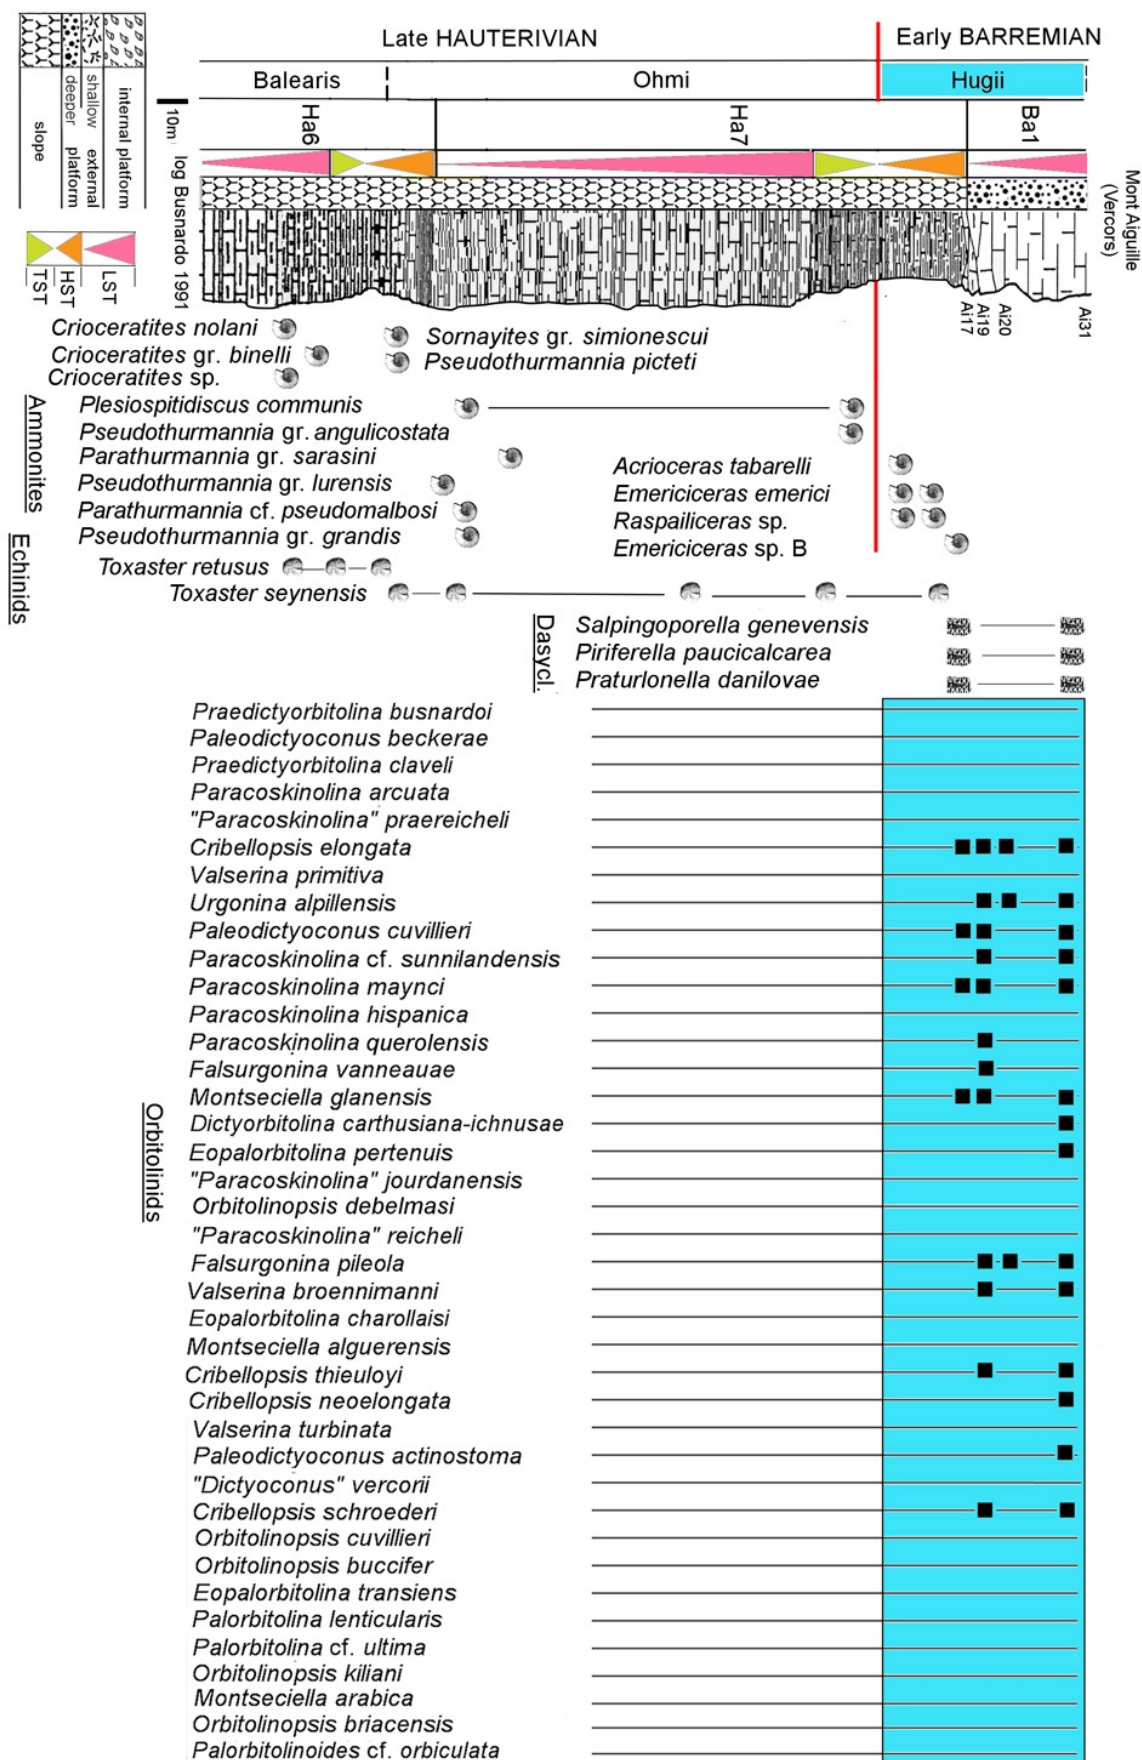 Late HAUTERIVIAN
Early BARREMIAN
Balearis
Ohmi
Hugii
Ha6
Ha7
Ba1
10m
log Busnardo 1991
Mont Aiguille
(Vercors)
internal platform
shallow external
deeper platform
slope
LST
HST
TST
Ai17
Ai19
Ai20
Ai31
Crioceratites nolani
Crioceratites gr. binelli
Crioceratites sp.
Sornayites gr. simionescui
Pseudothurmannia picteti
Ammonites
Plesiospitidiscus communis
Pseudothurmannia gr. angulicostata
Parathurmannia gr. sarasini
Pseudothurmannia gr. lurensis
Parathurmannia cf. pseudomalbosi
Pseudothurmannia gr. grandis
Acrioceras tabarelli
Emericiceras emerici
Raspailiceras sp.
Emericiceras sp. B
Echinids
Toxaster retusus
Toxaster seynensis
Dasycl.
Salpingoporella genevensis
Piriferella paucicalcarea
Praturlonella danilovae
Orbitolinids
Praedictyorbitolina busnardoi
Paleodictyoconus beckerae
Praedictyorbitolina claveli
Paracoskinolina arcuata
"Paracoskinolina" praereicheli
Cribellopsis elongata
Valserina primitiva
Urgonina alpillensis
Paleodictyoconus cuvillieri
Paracoskinolina cf. sunnilandensis
Paracoskinolina maynci
Paracoskinolina hispanica
Paracoskinolina querolensis
Falsurgonina vanneauae
Montseciella glanensis
Dictyorbitolina carthusiana-ichnusae
Eopalorbitolina pertenuis
"Paracoskinolina" jourdanensis
Orbitolinopsis debelmasi
"Paracoskinolina" reicheli
Falsurgonina pileola
Valserina broennimanni
Eopalorbitolina charollaisi
Montseciella alguerensis
Cribellopsis thieuloyi
Cribellopsis neoelongata
Valserina turbinata
Paleodictyoconus actinostoma
"Dictyoconus" vercorii
Cribellopsis schroederi
Orbitolinopsis cuvillieri
Orbitolinopsis buccifer
Eopalorbitolina transiens
Palorbitolina lenticularis
Palorbitolina cf. ultima
Orbitolinopsis kiliani
Montseciella arabica
Orbitolinopsis briacensis
Palorbitolinoides cf. orbiculata